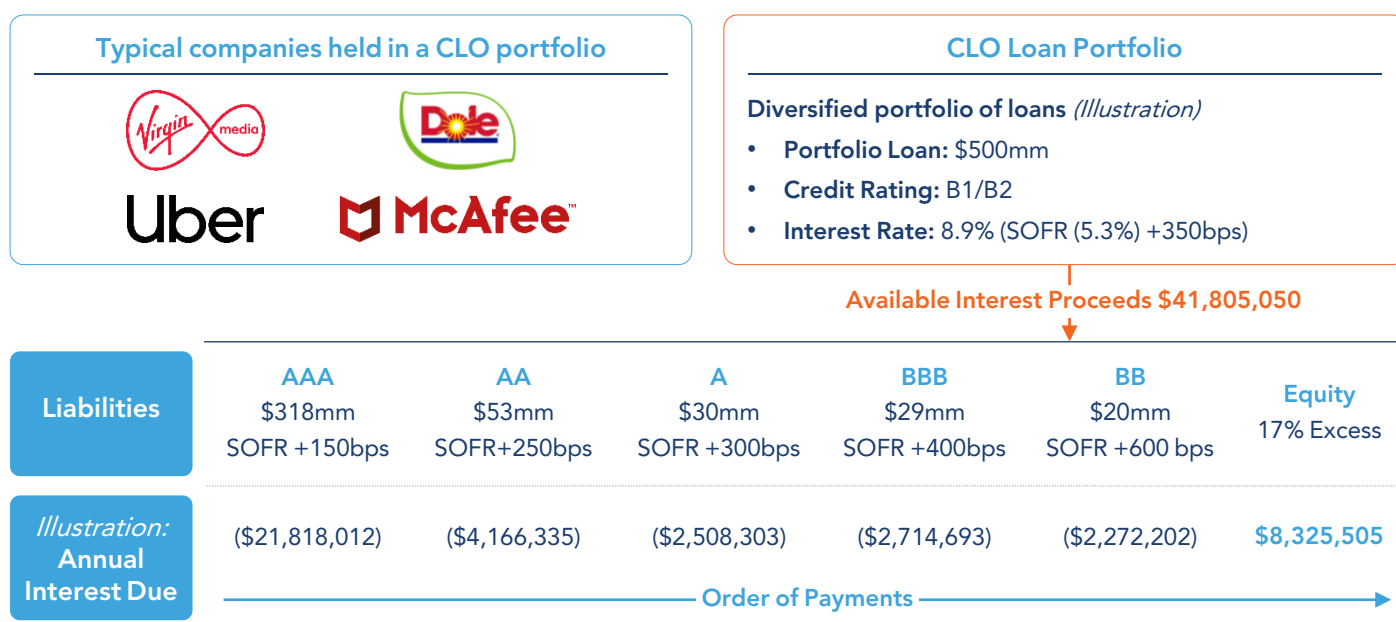 Typical companies held in a CLO portfolio
Virgin media
Dole
Uber
McAfee™
CLO Loan Portfolio
Diversified portfolio of loans (Illustration)
• Portfolio Loan: $500mm
• Credit Rating: B1/B2
• Interest Rate: 8.9% (SOFR (5.3%) +350bps)
Available Interest Proceeds $41,805,050
Liabilities
AAA
$318mm
SOFR +150bps
AA
$53mm
SOFR+250bps
A
$30mm
SOFR +300bps
BBB
$29mm
SOFR +400bps
BB
$20mm
SOFR +600 bps
Equity
17% Excess
Illustration:
Annual
Interest Due
($21,818,012)
($4,166,335)
($2,508,303)
($2,714,693)
($2,272,202)
$8,325,505
Order of Payments